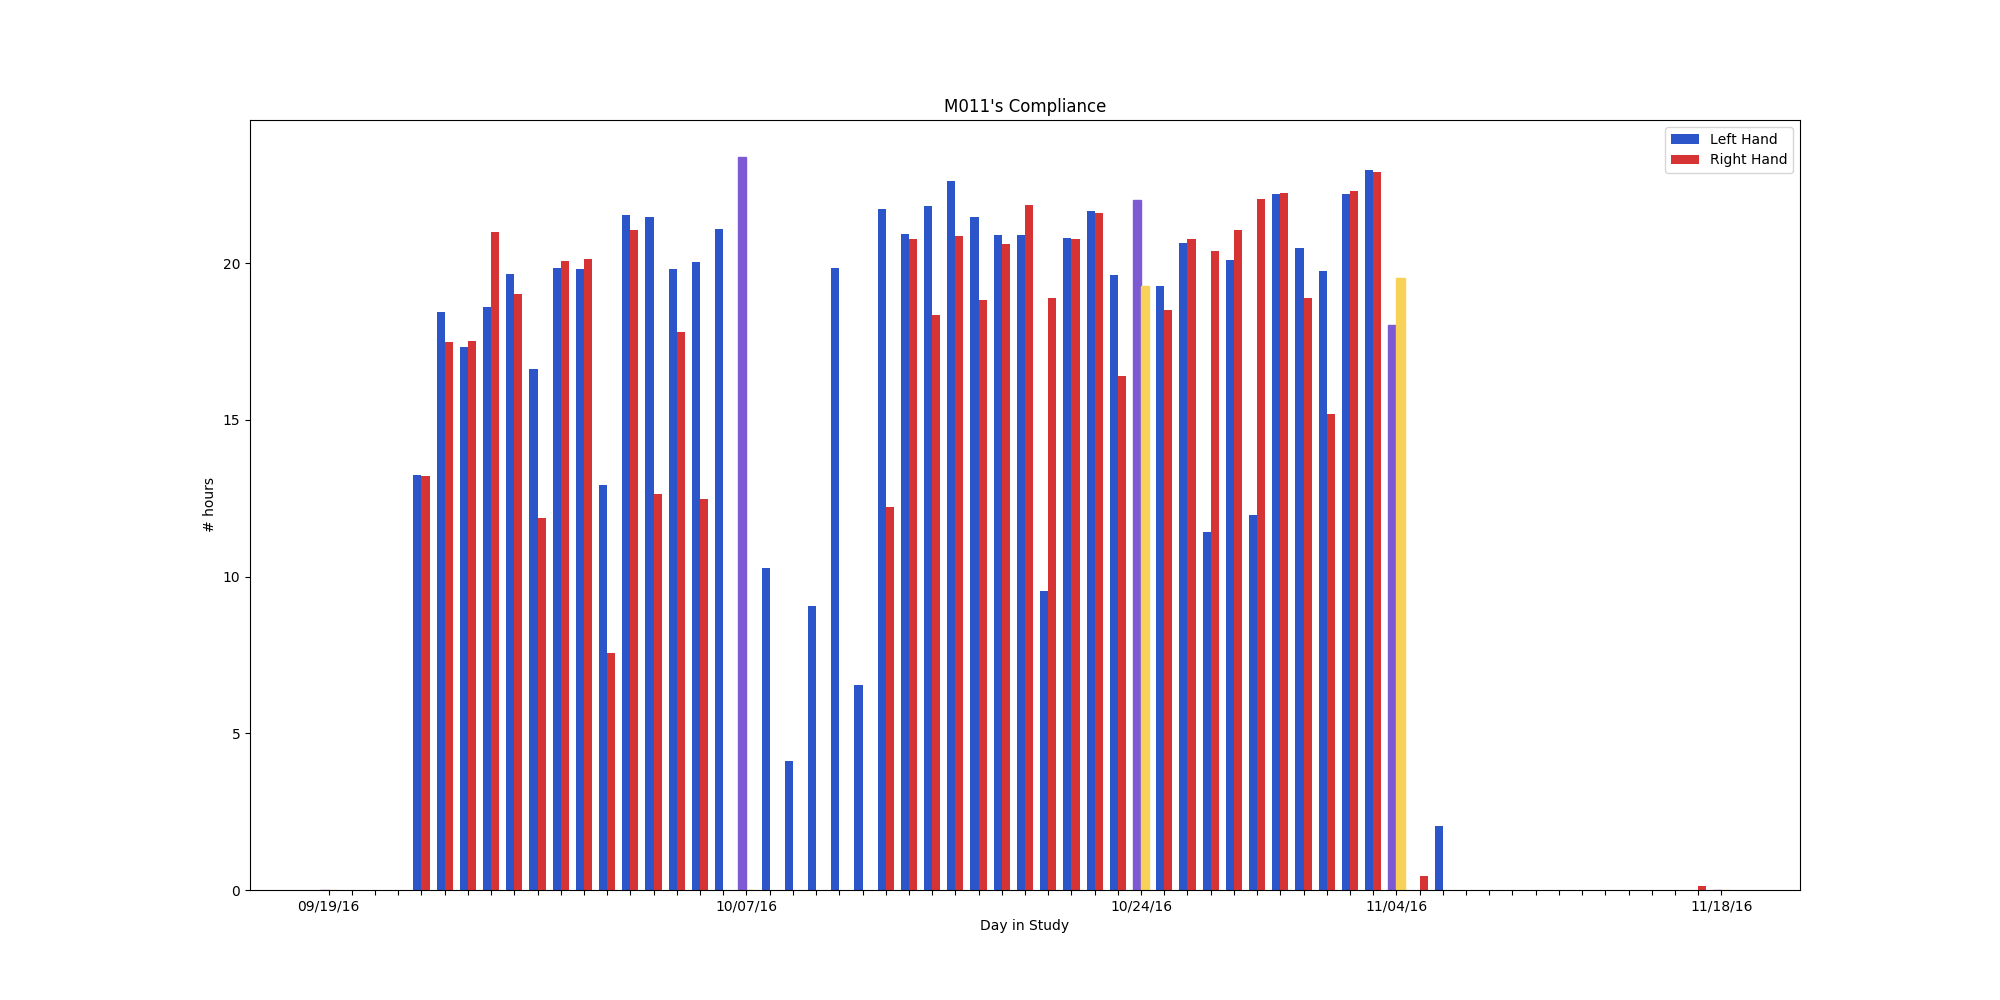 M011's Compliance
Left Hand
Right Hand
20
15
10
5
0
# hours
09/19/16 10/07/16 10/24/16 11/04/16 11/18/16
Day in Study